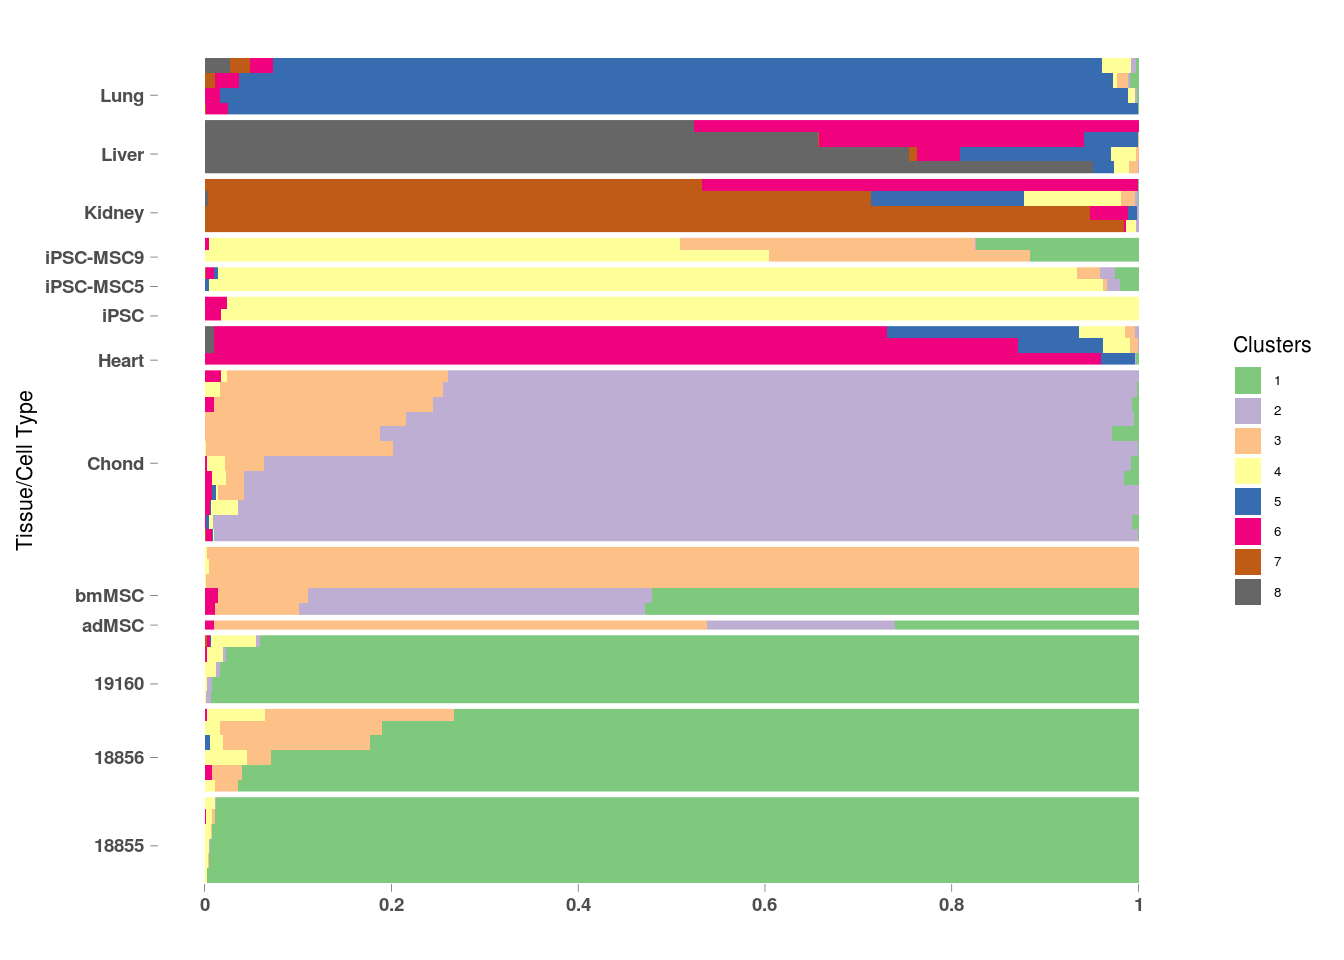 Tissue/Cell Type
Lung
Liver
Kidney
iPSC-MSC9
iPSC-MSC5
iPSC
Heart
Chond
bmMSC
adMSC
19160
18856
18855
0 0.2 0.4 0.6 0.8 1
Clusters
1
2
3
4
5
6
7
8